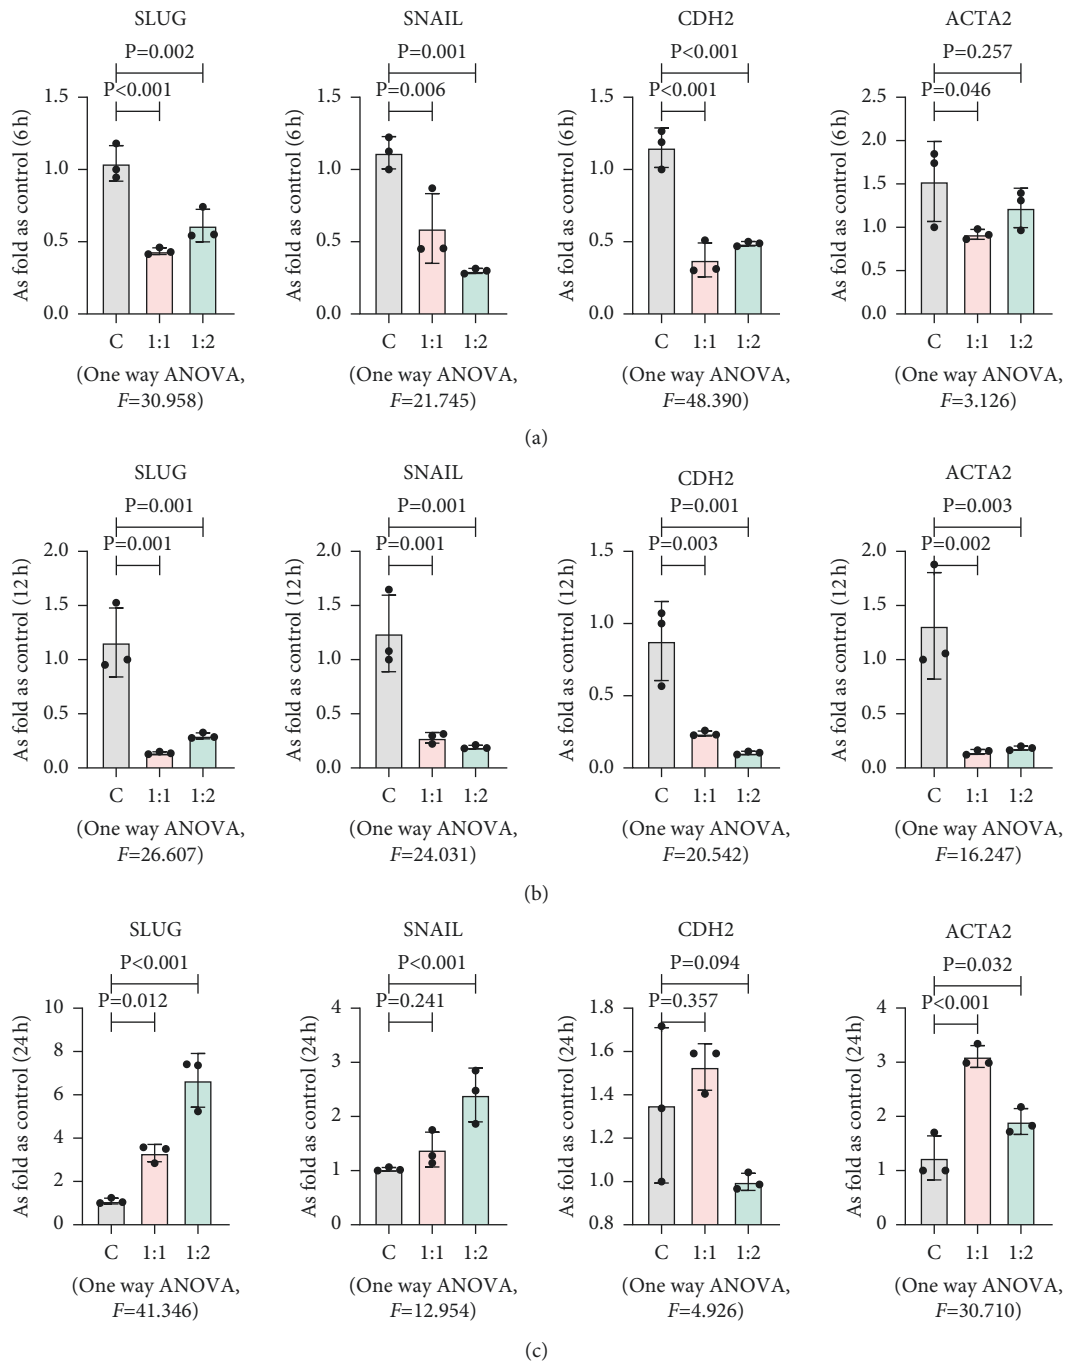 SLUG
P=0.002
P<0.001
As fold as control (6 h)
1.5
1.0
0.5
0.0
C 1:1 1:2
(One way ANOVA,
F=30.958)
SNAIL
P=0.001
P=0.006
As fold as control (6 h)
1.5
1.0
0.5
0.0
C 1:1 1:2
(One way ANOVA,
F=21.745)
CDH2
P<0.001
P<0.001
As fold as control (6 h)
1.5
1.0
0.5
0.0
C 1:1 1:2
(One way ANOVA,
F=48.390)
ACTA2
P=0.257
P=0.046
As fold as control (6 h)
2.5
2.0
1.5
1.0
0.5
0.0
C 1:1 1:2
(One way ANOVA,
F=3.126)
(a)
SLUG
P=0.001
P=0.001
As fold as control (12 h)
2.0
1.5
1.0
0.5
0.0
C 1:1 1:2
(One way ANOVA,
F=26.607)
SNAIL
P=0.001
P=0.001
As fold as control (12 h)
2.0
1.5
1.0
0.5
0.0
C 1:1 1:2
(One way ANOVA,
F=24.031)
CDH2
P=0.001
P=0.003
As fold as control (12 h)
1.5
1.0
0.5
0.0
C 1:1 1:2
(One way ANOVA,
F=20.542)
ACTA2
P=0.003
P=0.002
As fold as control (12 h)
2.0
1.5
1.0
0.5
0.0
C 1:1 1:2
(One way ANOVA,
F=16.247)
(b)
SLUG
P<0.001
P=0.012
As fold as control (24 h)
10
8
6
4
2
0
C 1:1 1:2
(One way ANOVA,
F=41.346)
SNAIL
P<0.001
P=0.241
As fold as control (24 h)
4
3
2
1
0
C 1:1 1:2
(One way ANOVA,
F=12.954)
CDH2
P=0.094
P=0.357
As fold as control (24 h)
1.8
1.6
1.4
1.2
1.0
0.8
C 1:1 1:2
(One way ANOVA,
F=4.926)
ACTA2
P=0.032
P<0.001
As fold as control (24 h)
4
3
2
1
0
C 1:1 1:2
(One way ANOVA,
F=30.710)
(c)